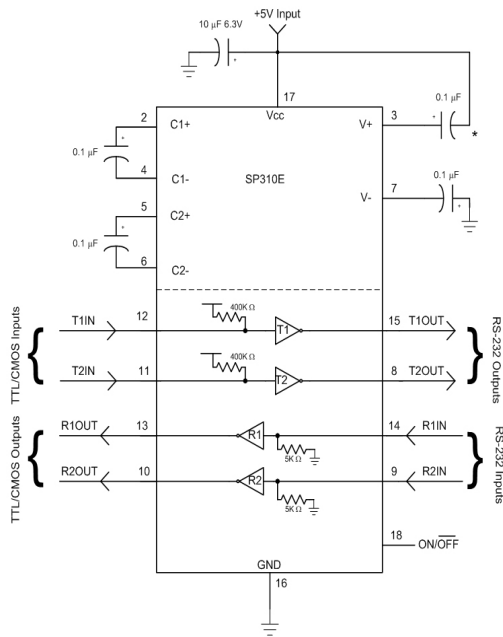 +5V Input
10 µF 6.3V
17
Vcc
0.1 µF
*
2
C1+
3
V+
0.1 µF
4
C1-
SP310E
0.1 µF
7
V-
5
C2+
0.1 µF
6
C2-
400K Ω
T1IN
12
T1
15
T1OUT
TTL/CMOS Inputs
RS-232 Outputs
400K Ω
T2IN
11
T2
8
T2OUT
R1OUT
13
R1
14
R1IN
5K Ω
TTL/CMOS Outputs
RS-232 Inputs
R2OUT
10
R2
9
R2IN
5K Ω
18
ON/OFF
GND
16
+
+
+
+
+